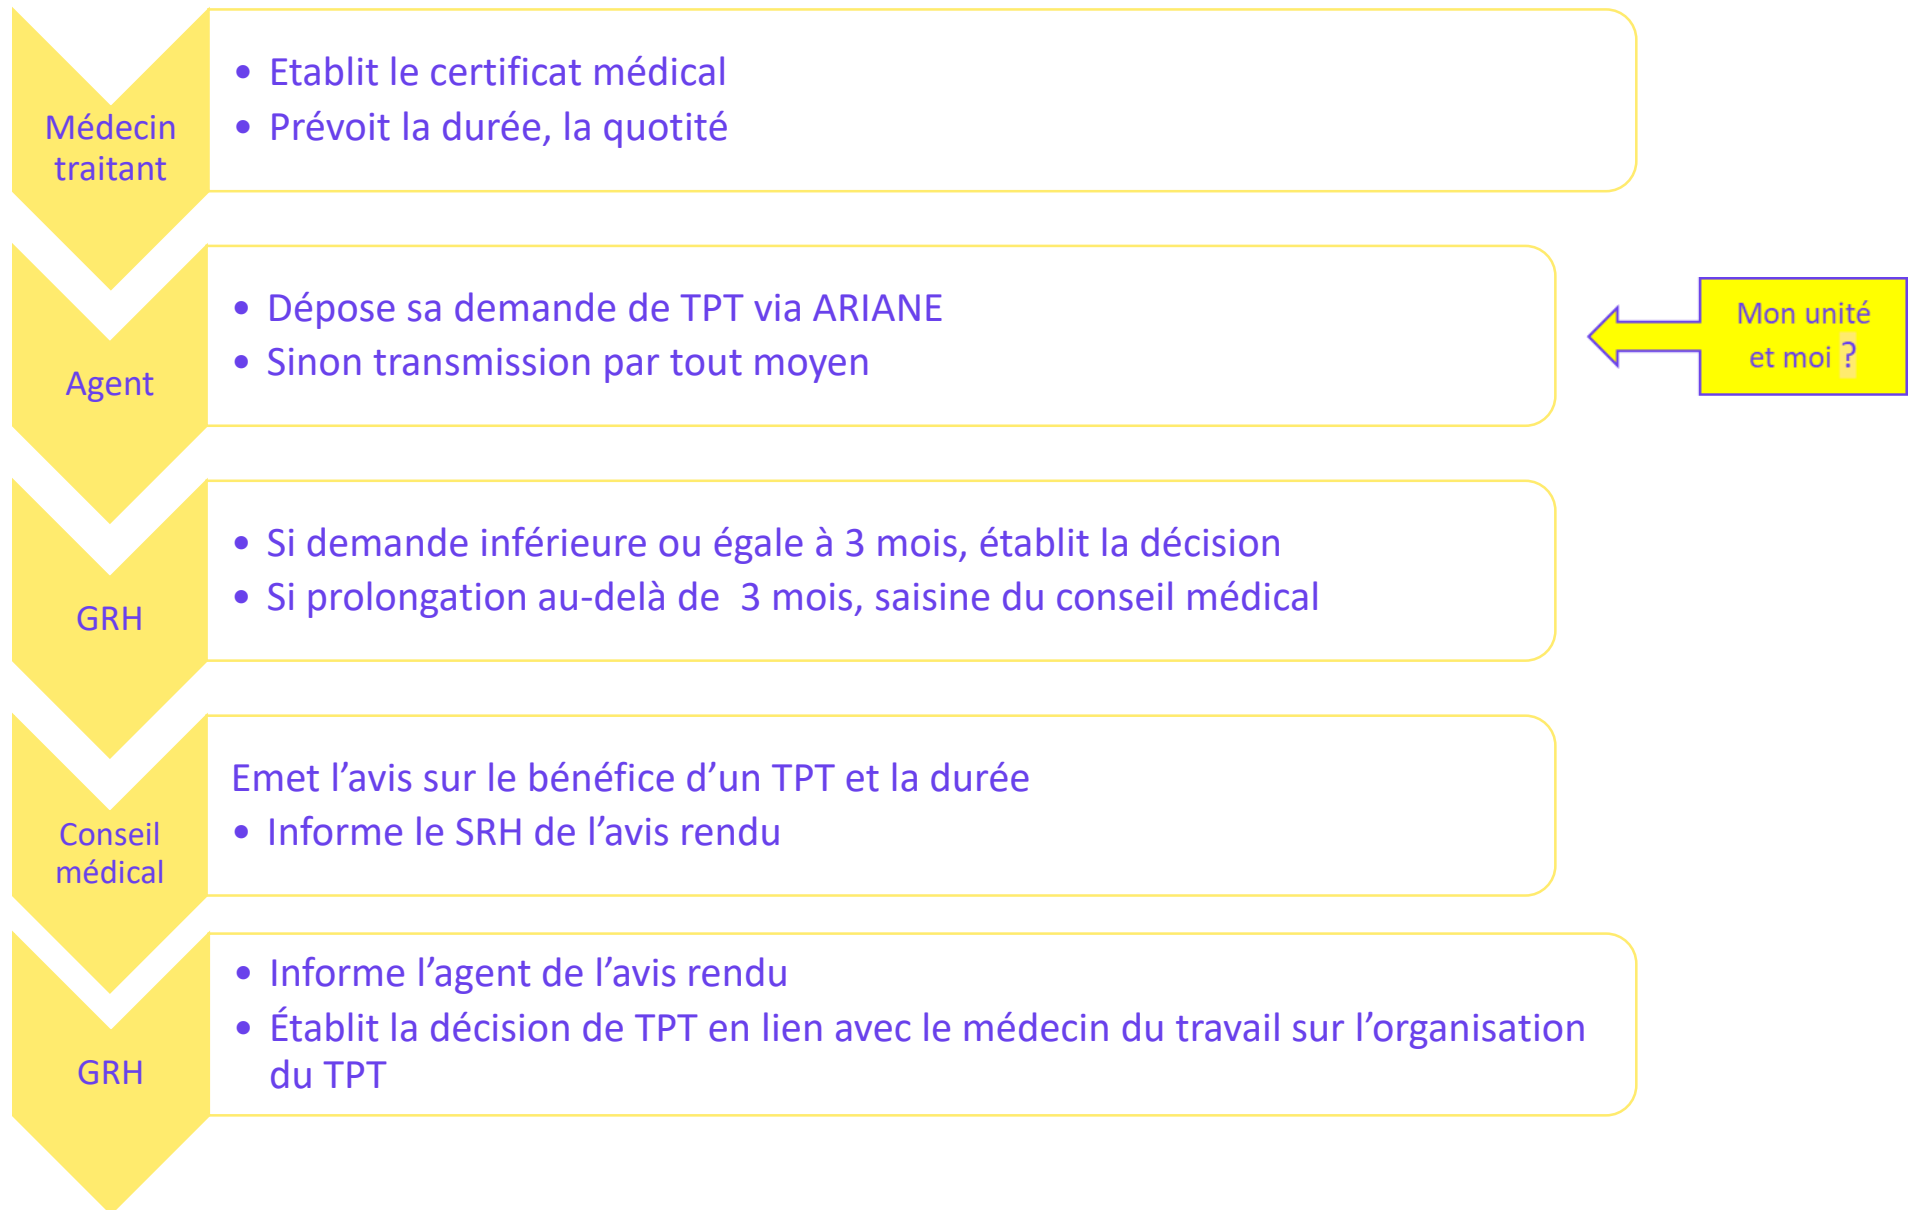 Médecin
traitant
• Etablit le certificat médical
• Prévoit la durée, la quotité
Agent
• Dépose sa demande de TPT via ARIANE
• Sinon transmission par tout moyen
Mon unité
et moi ?
GRH
• Si demande inférieure ou égale à 3 mois, établit la décision
• Si prolongation au-delà de  3 mois, saisine du conseil médical
Conseil
médical
Emet l’avis sur le bénéfice d’un TPT et la durée
• Informe le SRH de l’avis rendu
GRH
• Informe l’agent de l’avis rendu
• Établit la décision de TPT en lien avec le médecin du travail sur l’organisation
du TPT